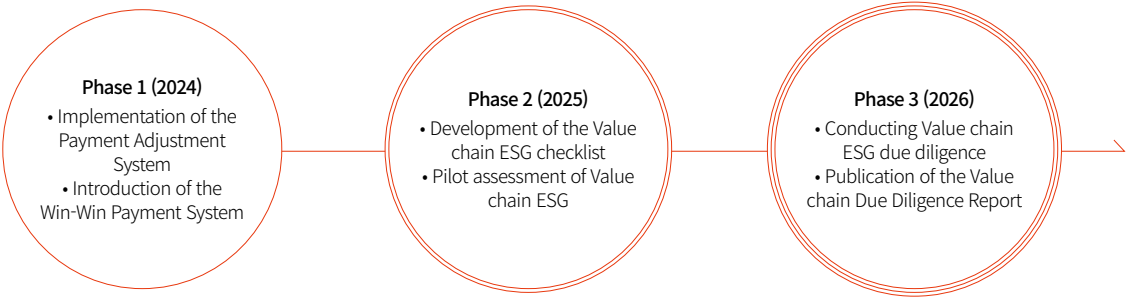 Phase 1 (2024)
• Implementation of the
Payment Adjustment
System
• Introduction of the
Win-Win Payment System
Phase 2 (2025)
• Development of the Value
chain ESG checklist
• Pilot assessment of Value
chain ESG
Phase 3 (2026)
• Conducting Value chain
ESG due diligence
• Publication of the Value
chain Due Diligence Report